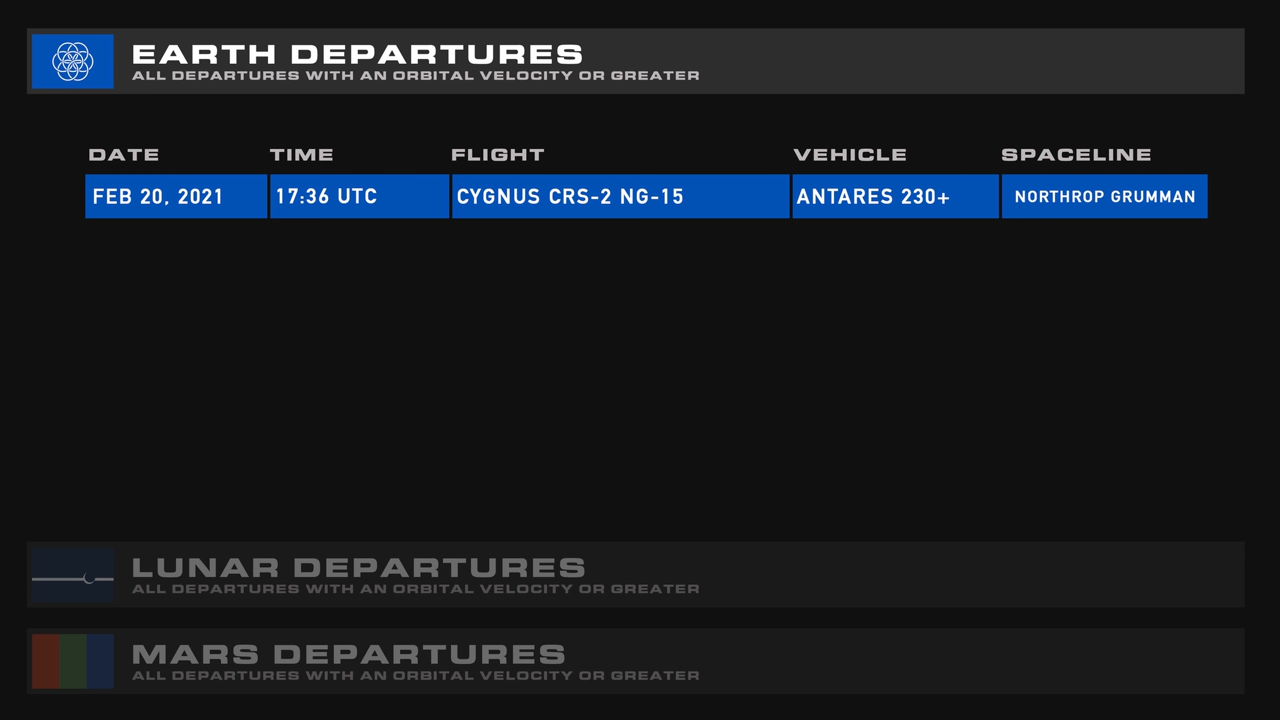 EARTH DEPARTURES
ALL DEPARTURES WITH AN ORBITAL VELOCITY OR GREATER
DATE TIME FLIGHT VEHICLE SPACELINE
FEB 20, 2021 17:36 UTC CYGNUS CRS-2 NG-15 ANTARES 230+ NORTHROP GRUMMAN
LUNAR DEPARTURES
ALL DEPARTURES WITH AN ORBITAL VELOCITY OR GREATER
MARS DEPARTURES
ALL DEPARTURES WITH AN ORBITAL VELOCITY OR GREATER